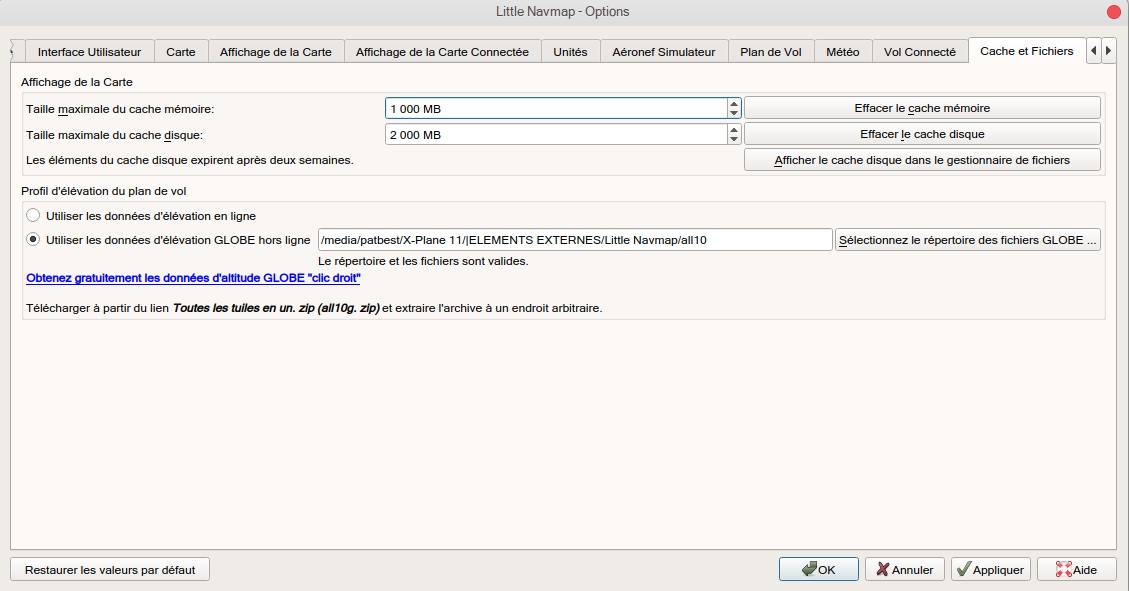 Little Navmap - Options
Interface Utilisateur Carte Affichage de la Carte Affichage de la Carte Connectée Unités Aéronef Simulateur Plan de Vol Météo Vol Connecté Cache et Fichiers
Affichage de la Carte
Taille maximale du cache mémoire: 1 000 MB Effacer le cache mémoire
Taille maximale du cache disque: 2 000 MB Effacer le cache disque
Les éléments du cache disque expirent après deux semaines. Afficher le cache disque dans le gestionnaire de fichiers
Profil d'élévation du plan de vol
Utiliser les données d'élévation en ligne
Utiliser les données d'élévation GLOBE hors ligne /media/patbest/X-Plane 11/|ELEMENTS EXTERNES/Little Navmap/all10 Sélectionnez le répertoire des fichiers GLOBE ...
Le répertoire et les fichiers sont valides.
Obtenez gratuitement les données d'altitude GLOBE "clic droit"
Télécharger à partir du lien Toutes les tuiles en un. zip (all10g. zip) et extraire l'archive à un endroit arbitraire.
Restaurer les valeurs par défaut OK Annuler Appliquer Aide